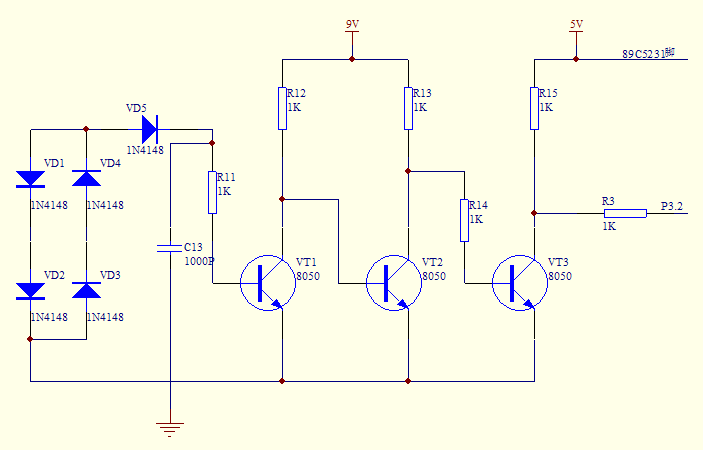 9V
5V
89C5231脚
R12
1K
R13
1K
R15
1K
VD5
1N4148
VD1
1N4148
VD4
1N4148
R11
1K
R14
1K
R3
1K
P3.2
C13
1000P
VD2
1N4148
VD3
1N4148
VT1
8050
VT2
8050
VT3
8050